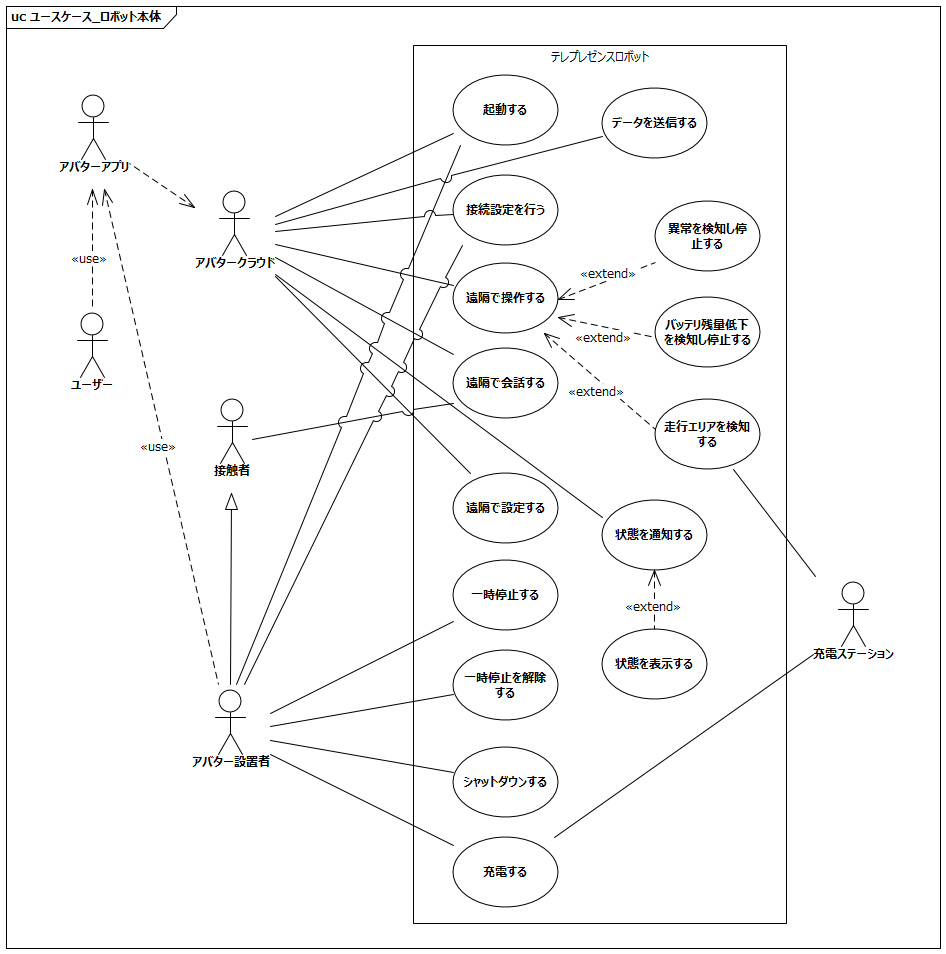 uc ユースケース_ロボット本体
テレプレゼンスロボット
起動する
データを送信する
アバターアプリ
接続設定を行う
アバタークラウド
異常を検知し停
止する
«use»
«extend»
遠隔で操作する
バッテリ残量低下
を検知し停止する
«extend»
ユーザー
遠隔で会話する
«extend»
走行エリアを検知
する
«use»
接触者
遠隔で設定する
状態を通知する
一時停止する
«extend»
充電ステーション
状態を表示する
一時停止を解除
する
アバター設置者
シャットダウンする
充電する